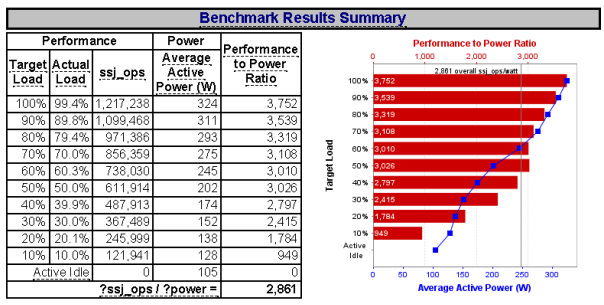 Benchmark Results Summary
Performance Power Performance to Power Ratio
Target Load Actual Load ssj_ops Average Active Power (W)
100% 99.4% 1,217,238 324 3,752
90% 89.8% 1,099,468 311 3,539
80% 79.4% 971,386 293 3,319
70% 70.0% 856,359 275 3,108
60% 60.3% 738,030 245 3,010
50% 50.0% 611,914 202 3,026
40% 39.9% 487,913 174 2,797
30% 30.0% 367,489 152 2,415
20% 20.1% 245,999 138 1,784
10% 10.0% 121,941 128 949
Active Idle 0 105 0
?ssj_ops / ?power = 2,861
Performance to Power Ratio
0 1,000 2,000 3,000
2,861 overall ssj_ops/watt
Target Load
100% 3,752
90% 3,539
80% 3,319
70% 3,108
60% 3,010
50% 3,026
40% 2,797
30% 2,415
20% 1,784
10% 949
Active Idle
0 50 100 150 200 250 300
Average Active Power (W)